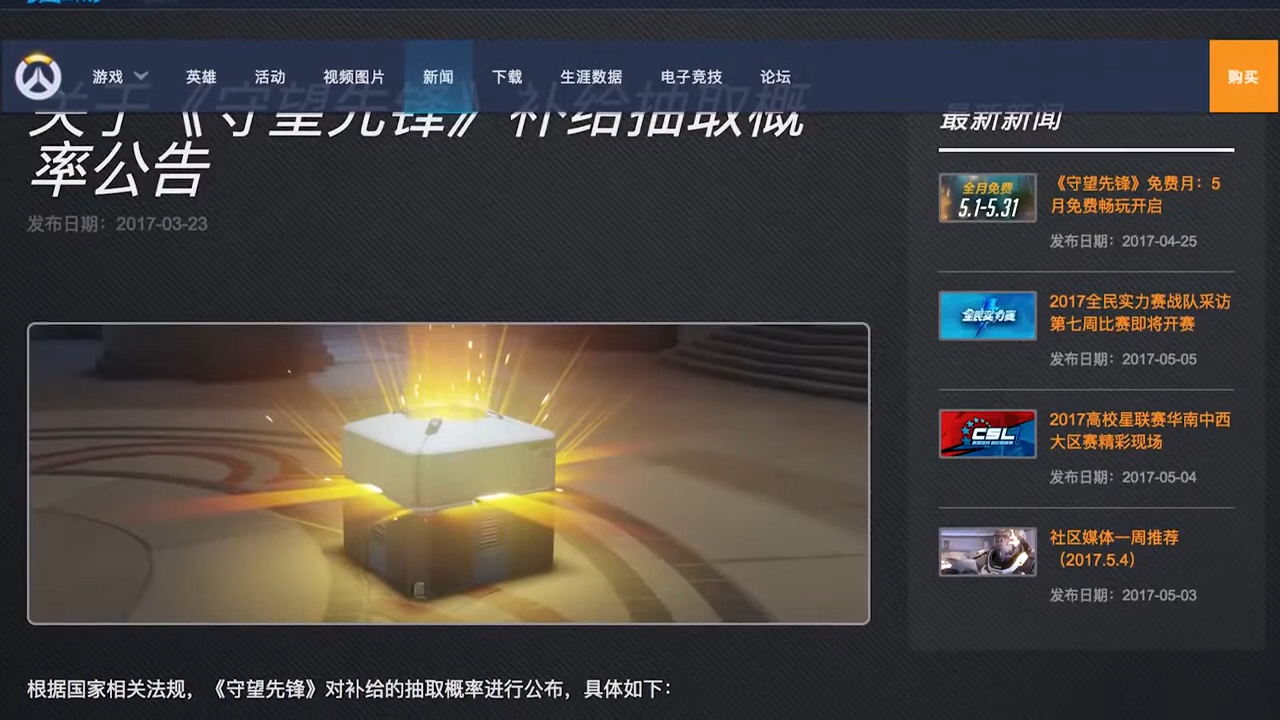 游戏
英雄
活动
视频图片
新闻
下载
生涯数据
电子竞技
论坛
购买
关于《守望先锋》补给抽取概
率公告
发布日期：2017-03-23
最新新闻
全月免费
5.1-5.31
《守望先锋》免费月：5
月免费畅玩开启
发布日期：2017-04-25
全民实力赛
2017全民实力赛战队采访
第七周比赛即将开赛
发布日期：2017-05-05
CSL
2017高校星联赛华南中西
大区赛精彩现场
发布日期：2017-05-04
社区媒体一周推荐
（2017.5.4）
发布日期：2017-05-03
根据国家相关法规，《守望先锋》对补给的抽取概率进行公布，具体如下：